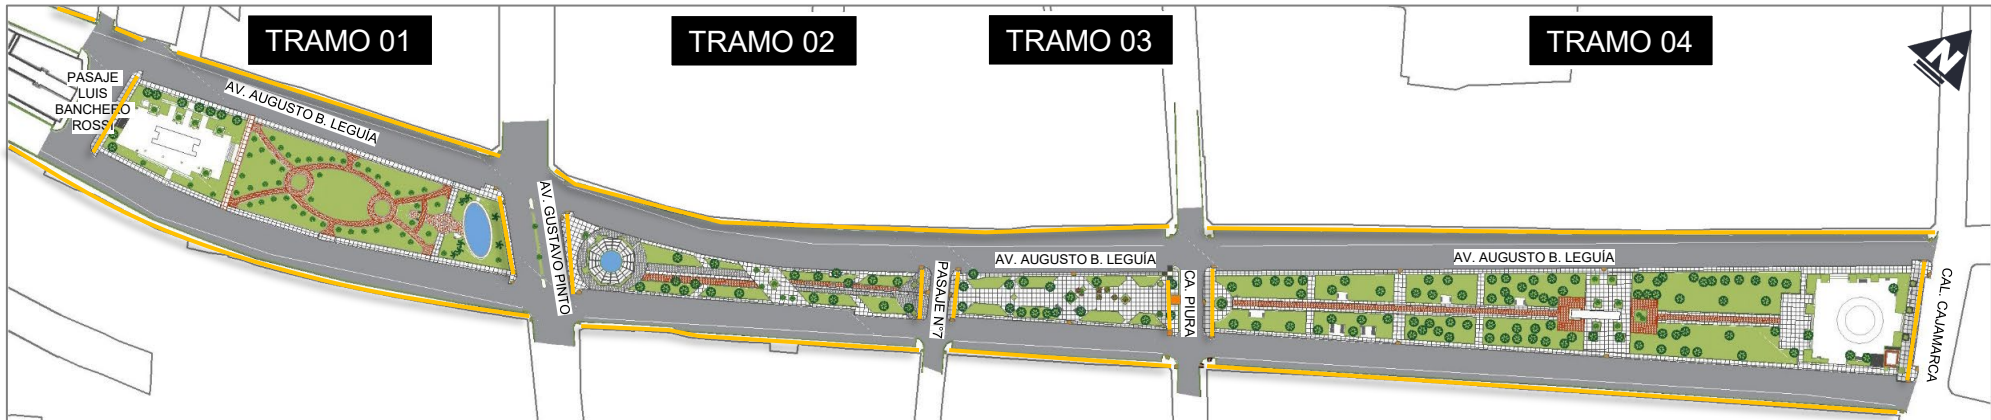 TRAMO 01
TRAMO 02
TRAMO 03
TRAMO 04
N
PASAJE
LUIS
BANCHERO
ROSSI
AV. AUGUSTO B. LEGUÍA
AV. GUSTAVO PINTO
PASAJE N°7
AV. AUGUSTO B. LEGUÍA
CA. PIURA
AV. AUGUSTO B. LEGUÍA
CAL. CAJAMARCA